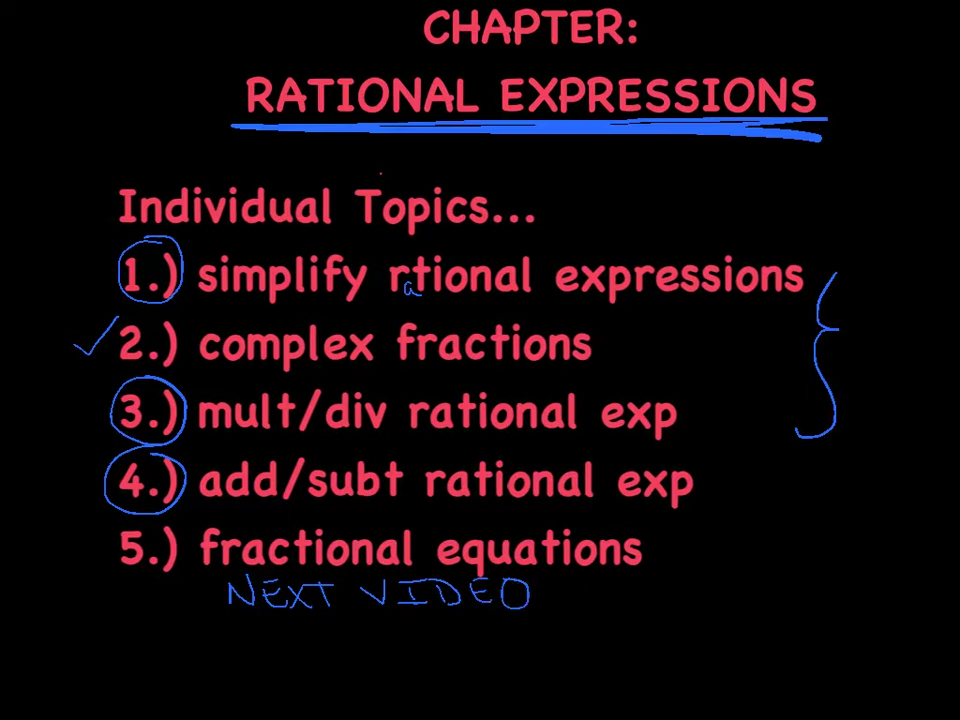 CHAPTER:
RATIONAL EXPRESSIONS
Individual Topics...
1.) simplify rtional expressions
a
2.) complex fractions
3.) mult/div rational exp
4.) add/subt rational exp
5.) fractional equations
NEXT VIDEO